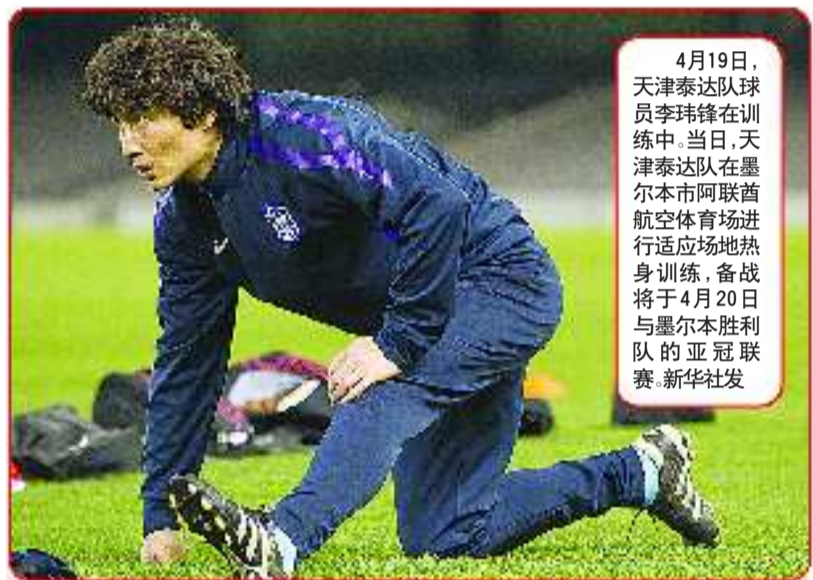 4月19日，
天津泰达队球
员李玮锋在训
练中。当日，天
津泰达队在墨
尔本市阿联酋
航空体育场进
行适应场地热
身训练，备战
将于4月20日
与墨尔本胜利
队的亚冠联
赛。新华社发